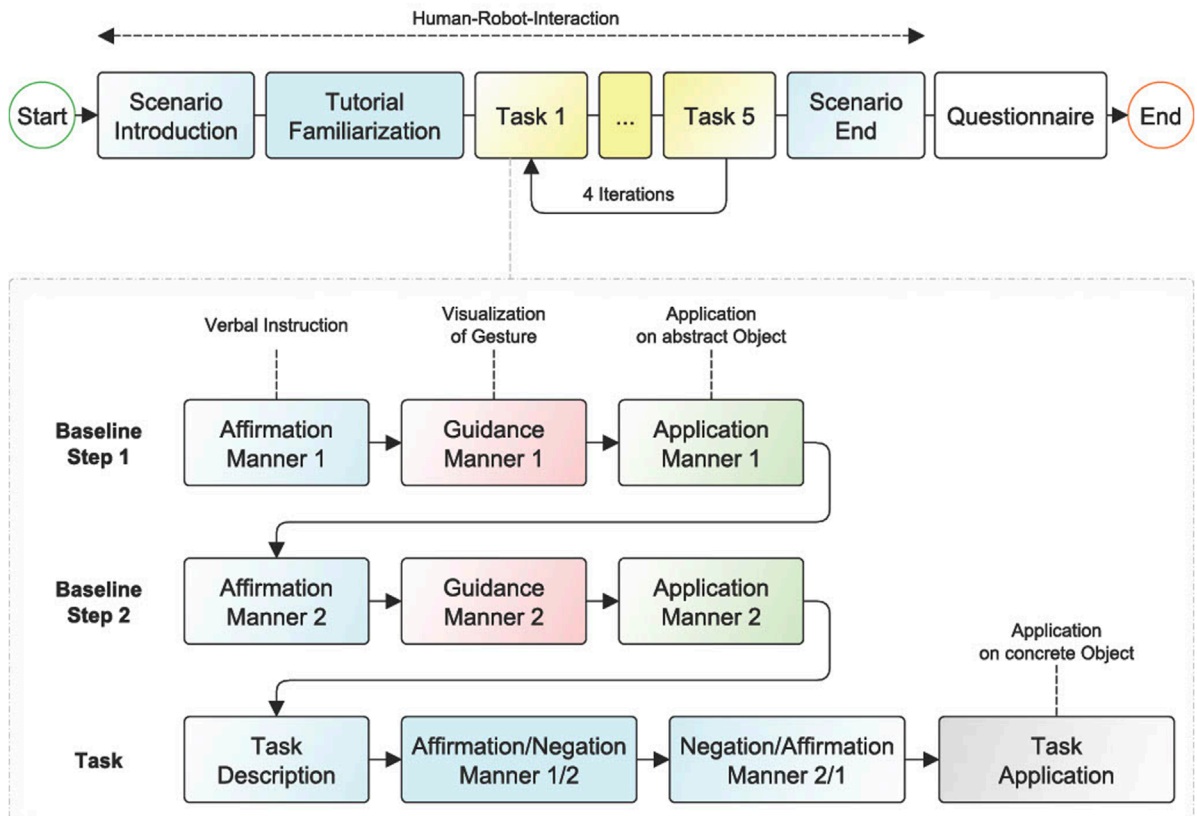 Human-Robot-Interaction
Start
Scenario
Introduction
Tutorial
Familiarization
Task 1
...
Task 5
Scenario
End
Questionnaire
End
4 Iterations
Verbal Instruction
Visualization
of Gesture
Application
on abstract Object
Baseline
Step 1
Affirmation
Manner 1
Guidance
Manner 1
Application
Manner 1
Baseline
Step 2
Affirmation
Manner 2
Guidance
Manner 2
Application
Manner 2
Application
on concrete Object
Task
Task
Description
Affirmation/Negation
Manner 1/2
Negation/Affirmation
Manner 2/1
Task
Application